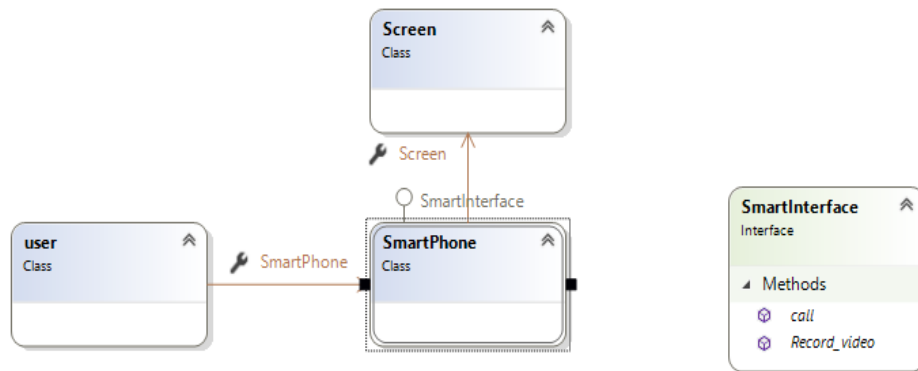 Screen
Class
Screen
SmartInterface
SmartInterface
Interface
user
Class
SmartPhone
SmartPhone
Class
Methods
call
Record_video